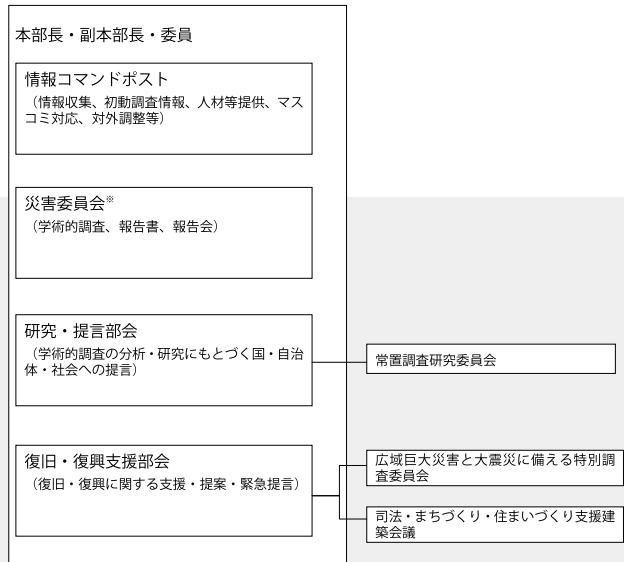 本部長・副本部長・委員
情報コマンドポスト
（情報収集、初動調査情報、人材等提供、マス
コミ対応、対外調整等）
災害委員会※
（学術的調査、報告書、報告会）
研究・提言部会
（学術的調査の分析・研究にもとづく国・自治
体・社会への提言）
常置調査研究委員会
復旧・復興支援部会
（復旧・復興に関する支援・提案・緊急提言）
広域巨大災害と大震災に備える特別調
査委員会
司法・まちづくり・住まいづくり支援建
築会議